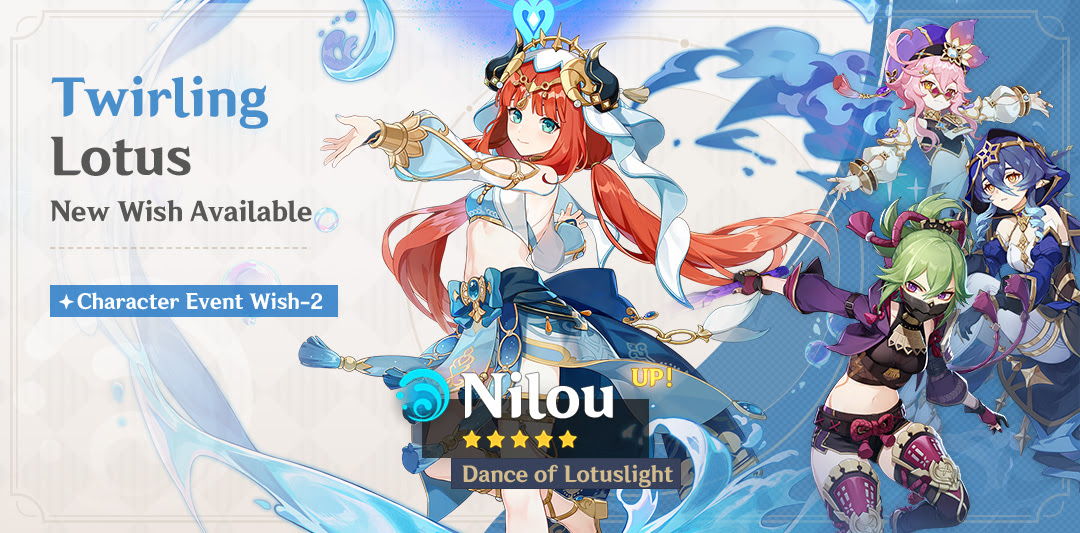 Twirling
Lotus
New Wish Available
Character Event Wish-2
Nilou
UP!
Dance of Lotuslight